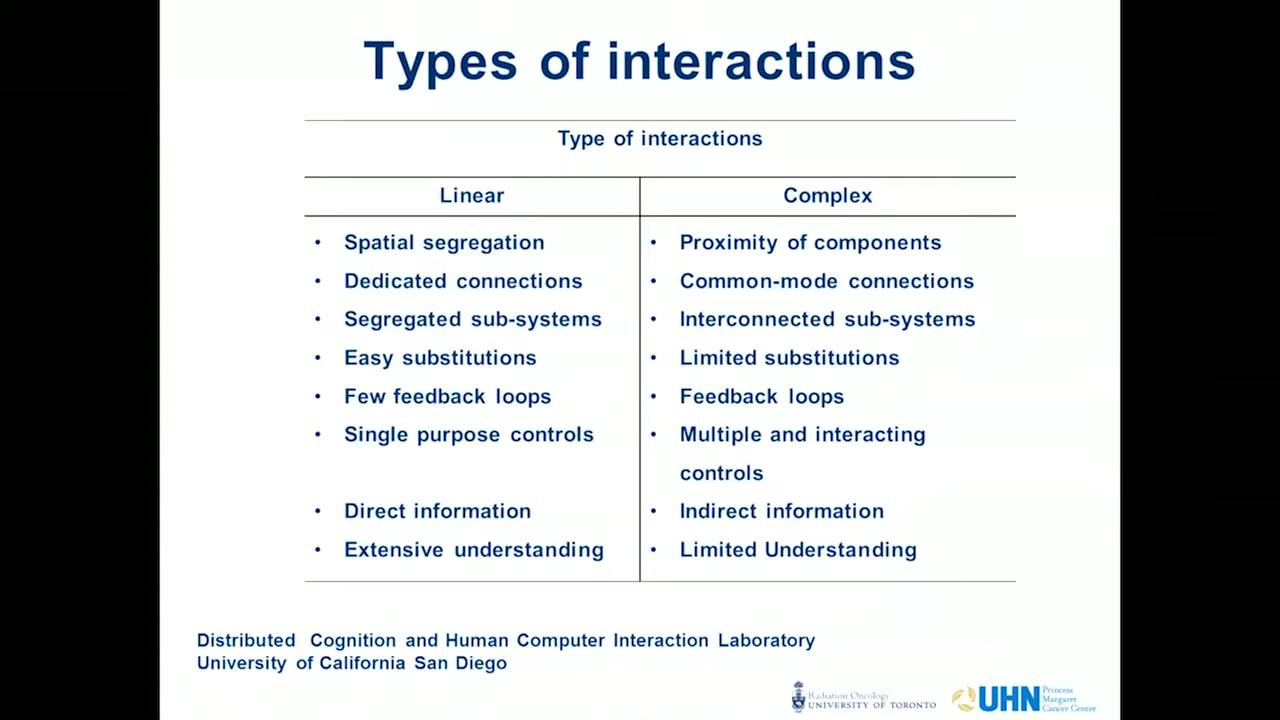 Types of interactions
Type of interactions
Linear
Complex
• Spatial segregation
• Proximity of components
• Dedicated connections
• Common-mode connections
• Segregated sub-systems
• Interconnected sub-systems
• Easy substitutions
• Limited substitutions
• Few feedback loops
• Feedback loops
• Single purpose controls
• Multiple and interacting
controls
• Direct information
• Indirect information
• Extensive understanding
• Limited Understanding
Distributed Cognition and Human Computer Interaction Laboratory
University of California San Diego
Radiation Oncology
UNIVERSITY OF TORONTO
UHN
Princess
Margaret
Cancer Centre